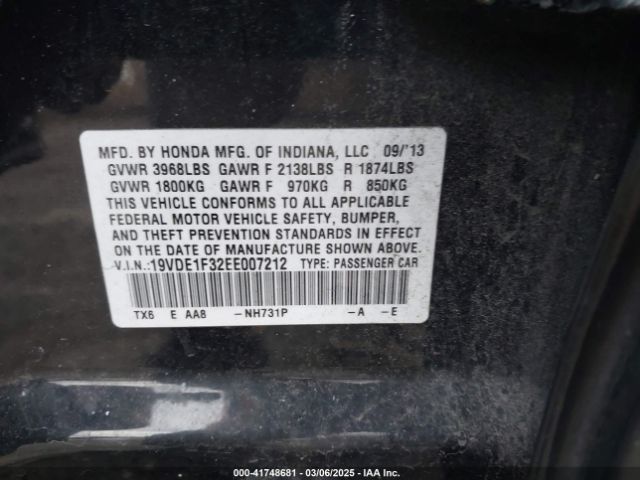 MFD. BY HONDA MFG. OF INDIANA, LLC 09/'13
GVWR 3968LBS GAWR F 2138LBS R 1874LBS
GVWR 1800KG GAWR F 970KG R 850KG
THIS VEHICLE CONFORMS TO ALL APPLICABLE
FEDERAL MOTOR VEHICLE SAFETY, BUMPER,
AND THEFT PREVENTION STANDARDS IN EFFECT
ON THE DATE OF MANUFACTURE SHOWN ABOVE.
V.I.N.:19VDE1F32EE007212 TYPE: PASSENGER CAR
TX6 E AA8 -NH731P -A -E
000-41748681 - 03/06/2025 - IAA Inc.